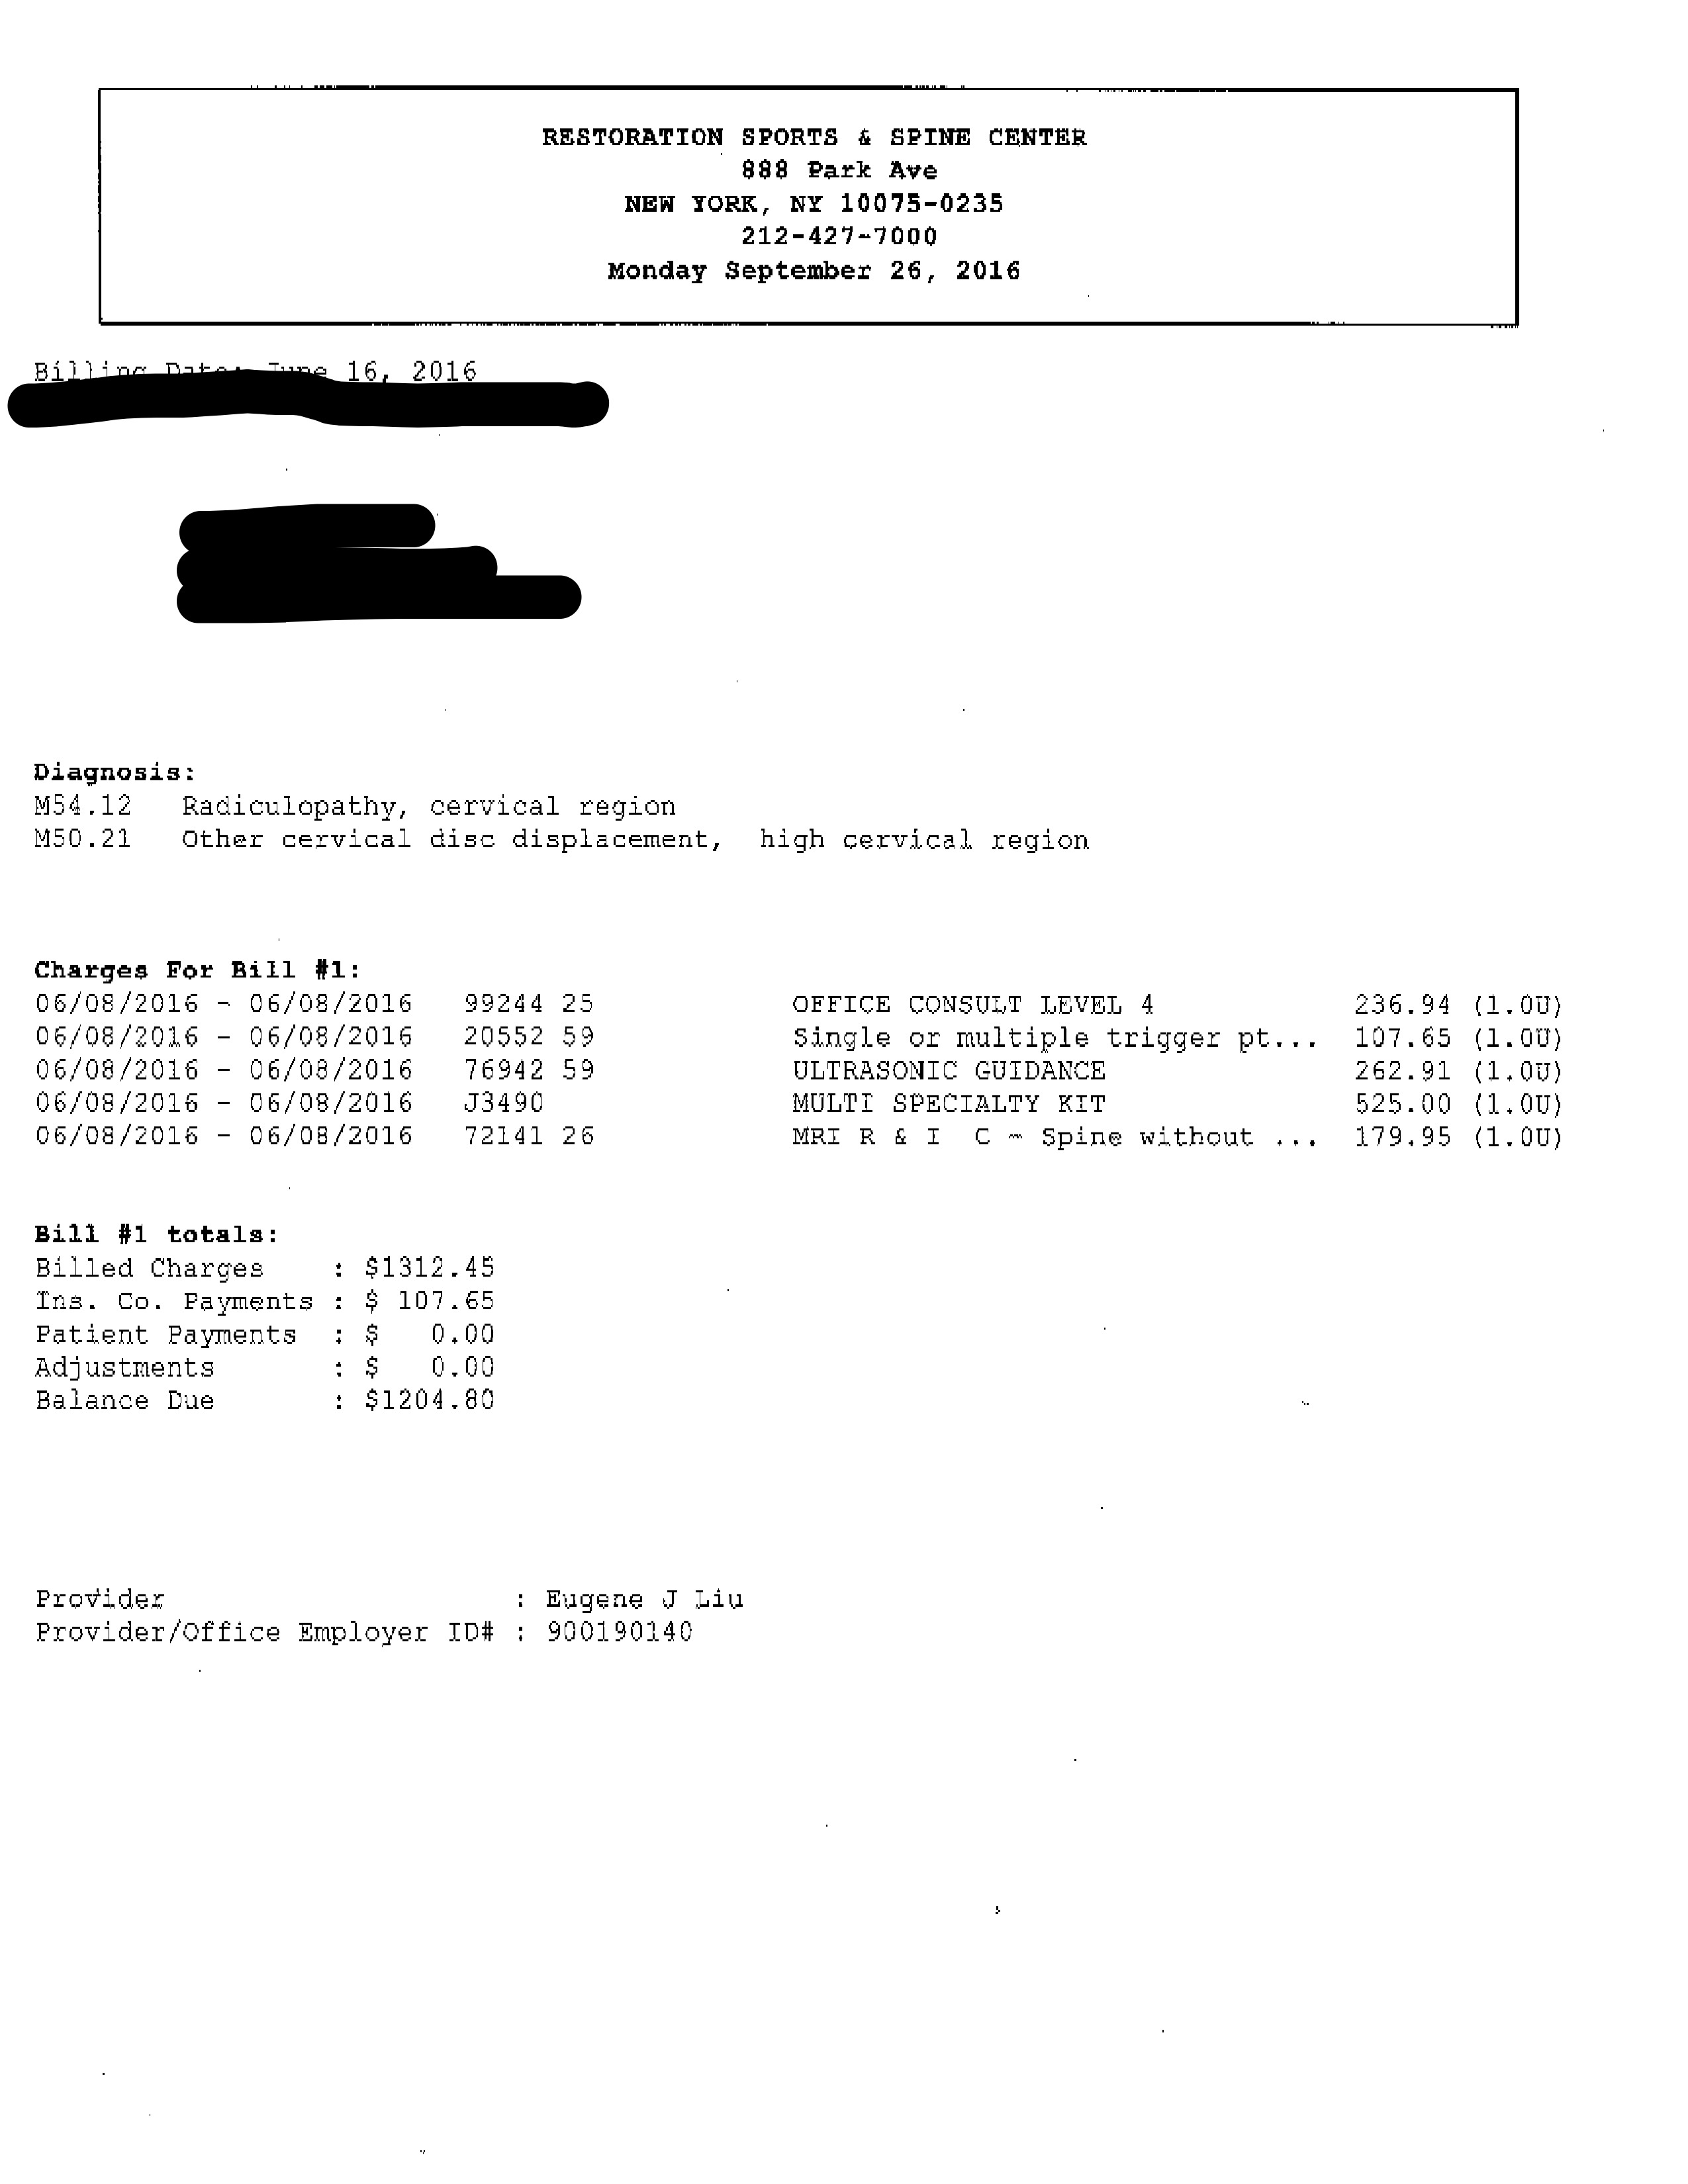 RESTORATION SPORTS & SPINE CENTER
888 Park Ave
NEW YORK, NY 10075-0235
212-427-7000
Monday September 26, 2016
Billing Date: June 16, 2016
Diagnosis:
M54.12 Radiculopathy, cervical region
M50.21 Other cervical disc displacement, high cervical region
Charges For Bill #1:
06/08/2016 - 06/08/2016 99244 25 OFFICE CONSULT LEVEL 4 236.94 (1.0U)
06/08/2016 - 06/08/2016 20552 59 Single or multiple trigger pt... 107.65 (1.0U)
06/08/2016 - 06/08/2016 76942 59 ULTRASONIC GUIDANCE 262.91 (1.0U)
06/08/2016 - 06/08/2016 J3490 MULTI SPECIALTY KIT 525.00 (1.0U)
06/08/2016 - 06/08/2016 72141 26 MRI R & I C - Spine without ... 179.95 (1.0U)
Bill #1 totals:
Billed Charges : $1312.45
Ins. Co. Payments : $ 107.65
Patient Payments : $ 0.00
Adjustments : $ 0.00
Balance Due : $1204.80
Provider : Eugene J Liu
Provider/Office Employer ID# : 900190140